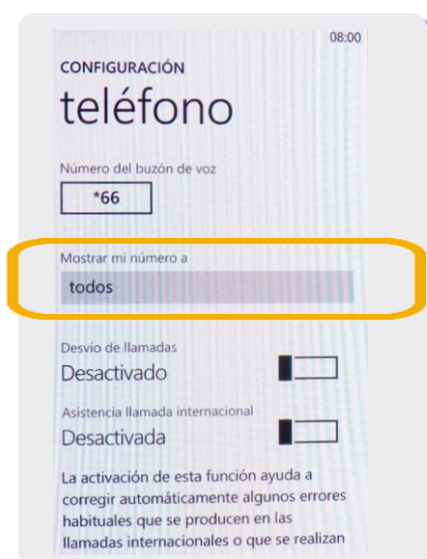 08:00
CONFIGURACIÓN
teléfono
Número del buzón de voz
*66
Mostrar mi número a
todos
Desvío de llamadas
Desactivado
Asistencia llamada internacional
Desactivada
La activación de esta función ayuda a
corregir automáticamente algunos errores
habituales que se producen en las
llamadas internacionales o que se realizan